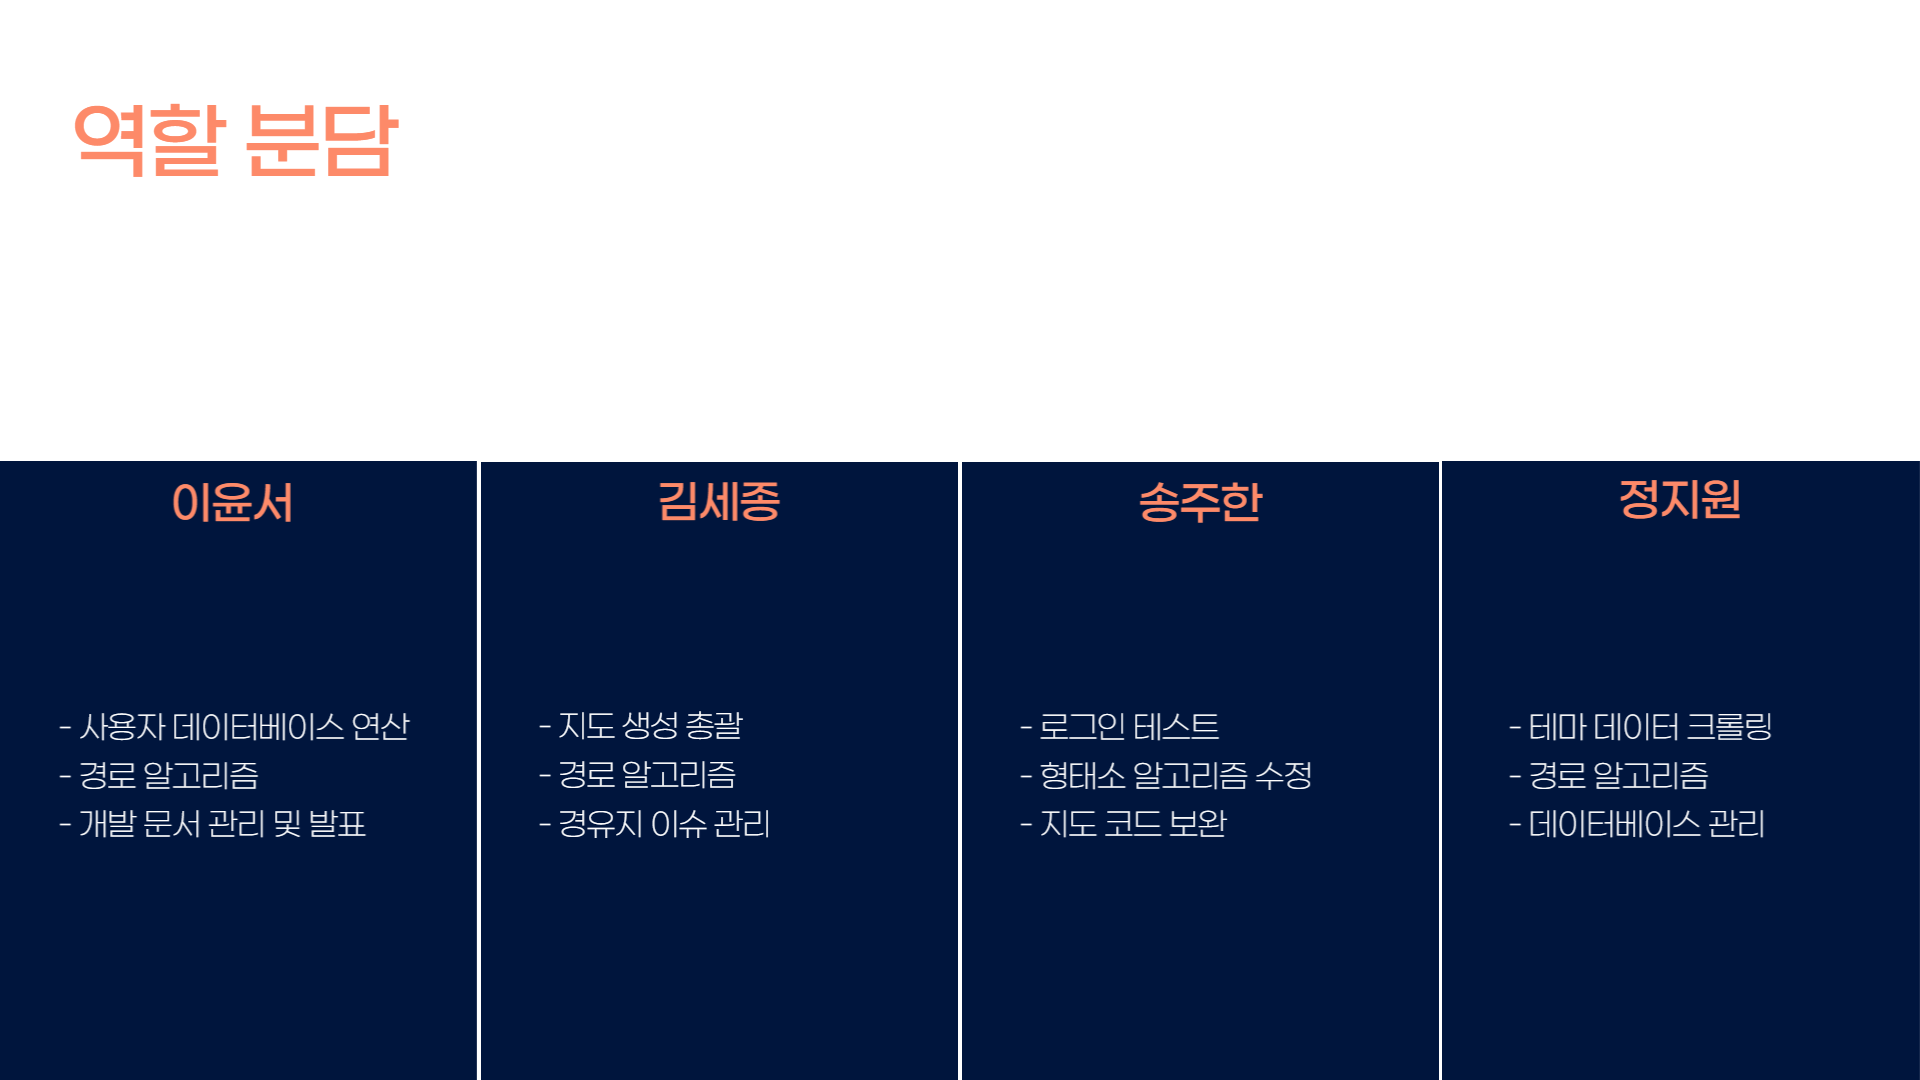 역할 분담
이윤서
- 사용자 데이터베이스 연산
- 경로 알고리즘
- 개발 문서 관리 및 발표
김세종
- 지도 생성 총괄
- 경로 알고리즘
- 경유지 이슈 관리
송주한
- 로그인 테스트
- 형태소 알고리즘 수정
- 지도 코드 보완
정지원
- 테마 데이터 크롤링
- 경로 알고리즘
- 데이터베이스 관리